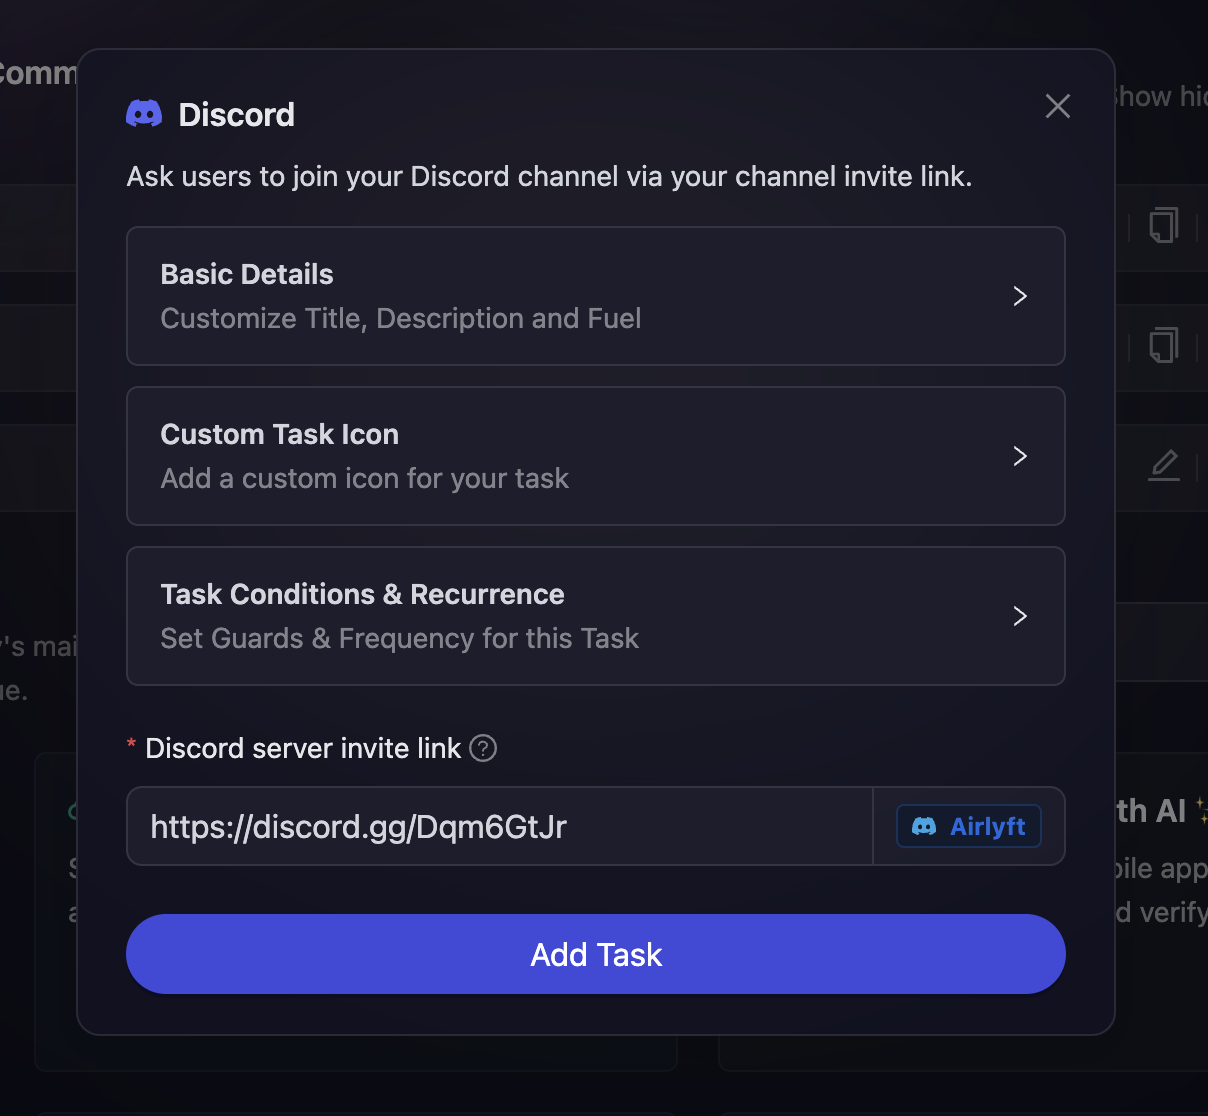 Discord
Ask users to join your Discord channel via your channel invite link.
Basic Details
Customize Title, Description and Fuel
Custom Task Icon
Add a custom icon for your task
Task Conditions & Recurrence
Set Guards & Frequency for this Task
* Discord server invite link
https://discord.gg/Dqm6GtJr
Airlyft
Add Task